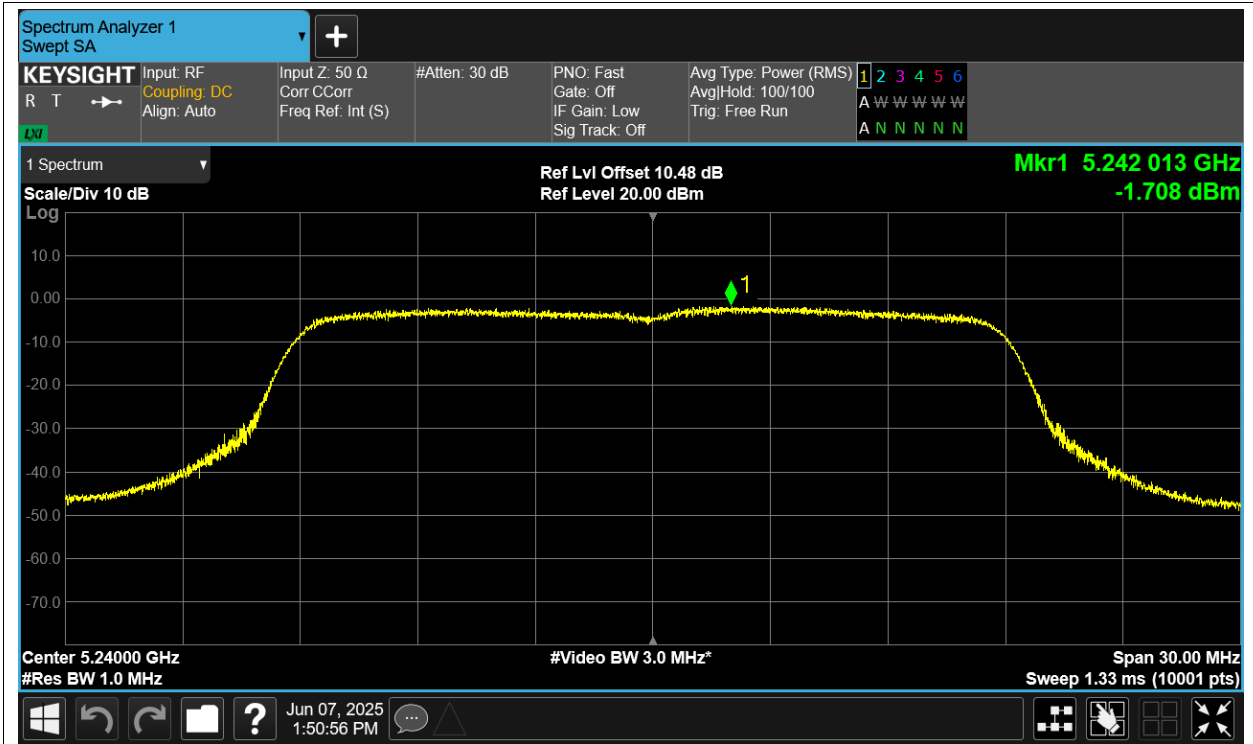 Spectrum Analyzer 1
Swept SA
KEYSIGHT
R T
LXI
Input: RF
Coupling: DC
Align: Auto
Input Z: 50 Ω
Corr CCorr
Freq Ref: Int (S)
#Atten: 30 dB
PNO: Fast
Gate: Off
IF Gain: Low
Sig Track: Off
Avg Type: Power (RMS)
Avg|Hold: 100/100
Trig: Free Run
1 2 3 4 5 6
A W W W W W
A N N N N N
1 Spectrum
Scale/Div 10 dB
Log
Ref Lvl Offset 10.48 dB
Ref Level 20.00 dBm
Mkr1 5.242 013 GHz
-1.708 dBm
1
10.0
0.00
-10.0
-20.0
-30.0
-40.0
-50.0
-60.0
-70.0
Center 5.24000 GHz
#Res BW 1.0 MHz
#Video BW 3.0 MHz*
Span 30.00 MHz
Sweep 1.33 ms (10001 pts)
?
Jun 07, 2025
1:50:56 PM